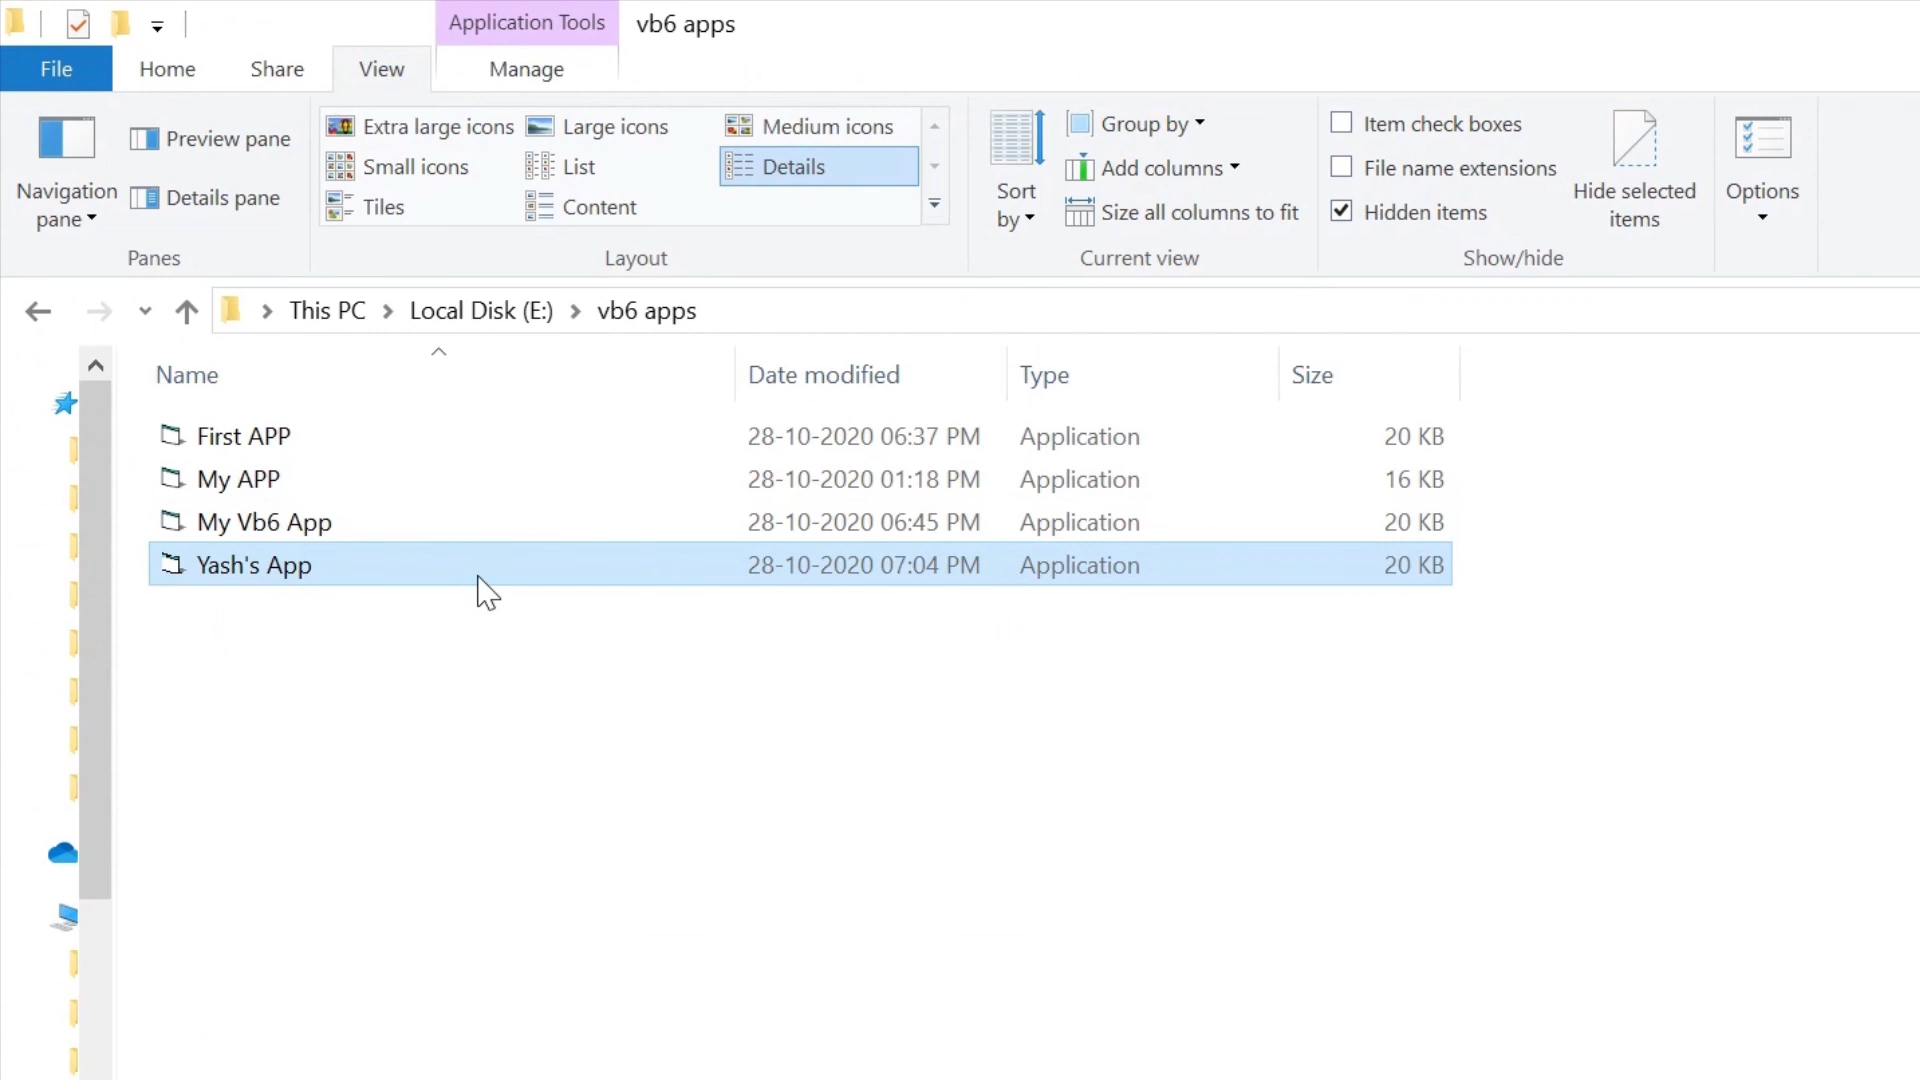 Application Tools vb6 apps
File Home Share View Manage
Extra large icons Large icons Medium icons
Small icons List Details
Tiles Content
Navigation pane
Preview pane
Details pane
Panes
Layout
Sort by
Group by
Add columns
Size all columns to fit
Current view
Item check boxes
File name extensions
Hidden items
Hide selected items
Show/hide
Options
This PC Local Disk (E:) vb6 apps
Name Date modified Type Size
First APP 28-10-2020 06:37 PM Application 20 KB
My APP 28-10-2020 01:18 PM Application 16 KB
My Vb6 App 28-10-2020 06:45 PM Application 20 KB
Yash's App 28-10-2020 07:04 PM Application 20 KB